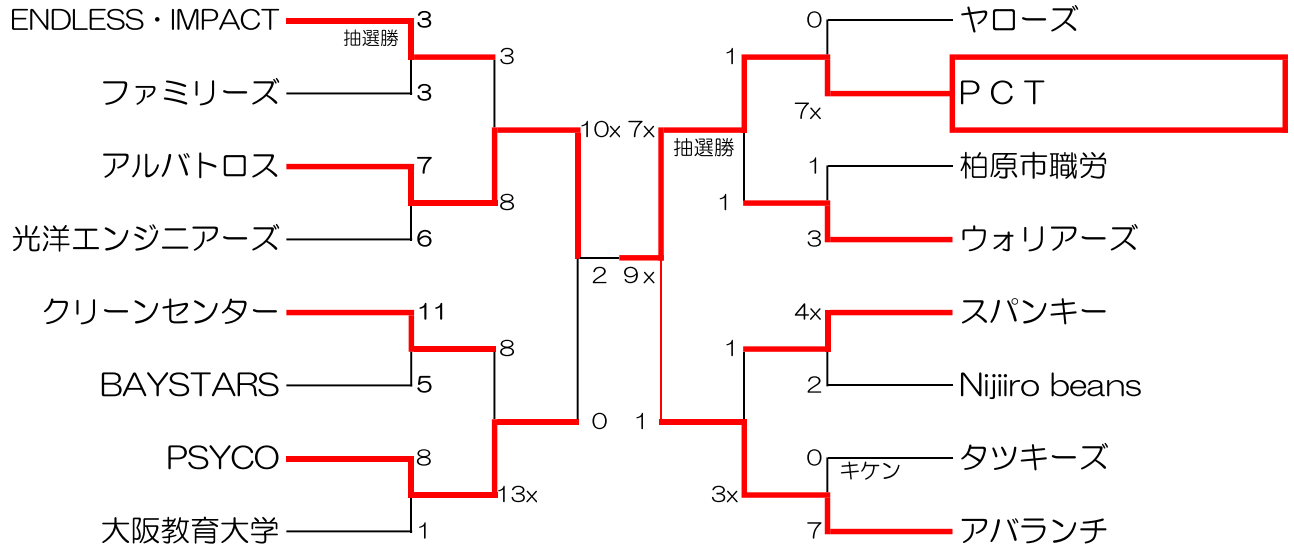 ENDLESS・IMPACT
3
抽選勝
3
ファミリーズ
3
アルバトロス
7
8
光洋エンジニアーズ
6
10x
クリーンセンター
11
8
BAYSTARS
5
PSYCO
8
13x
大阪教育大学
1
0
2
9x
7x
抽選勝
1
1
0
ヤローズ
7x
PCT
1
1
柏原市職労
3
ウォリアーズ
4x
スパンキー
1
2
Nijiiro beans
0
キケン
タツキーズ
3x
7
アバランチ